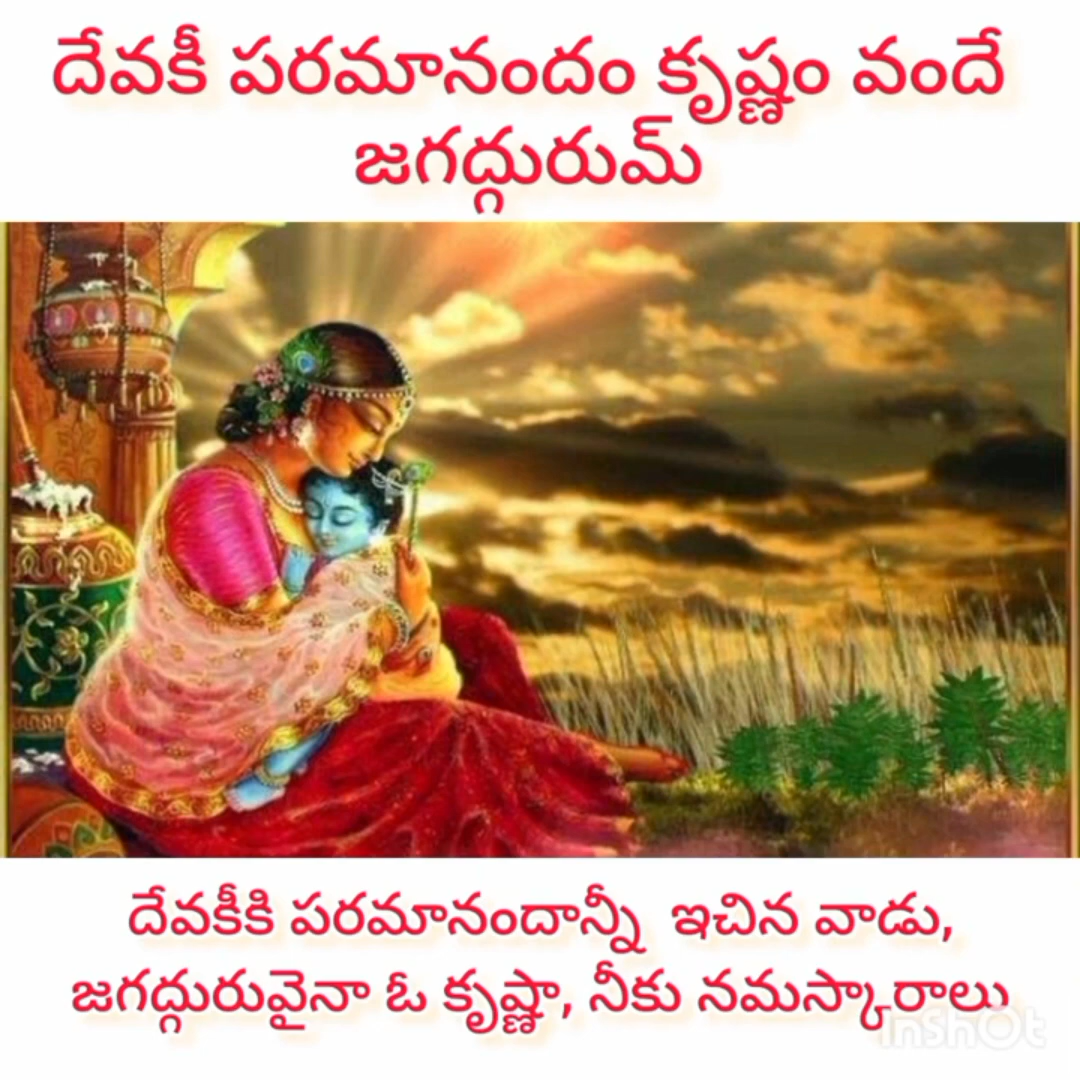 దేవకీ పరమానందం కృష్ణం వందే
జగద్గురుమ్
దేవకీకి పరమానందాన్నీ ఇచిన వాడు,
జగద్గురువైనా ఓ కృష్ణా, నీకు నమస్కారాలు
InShOt